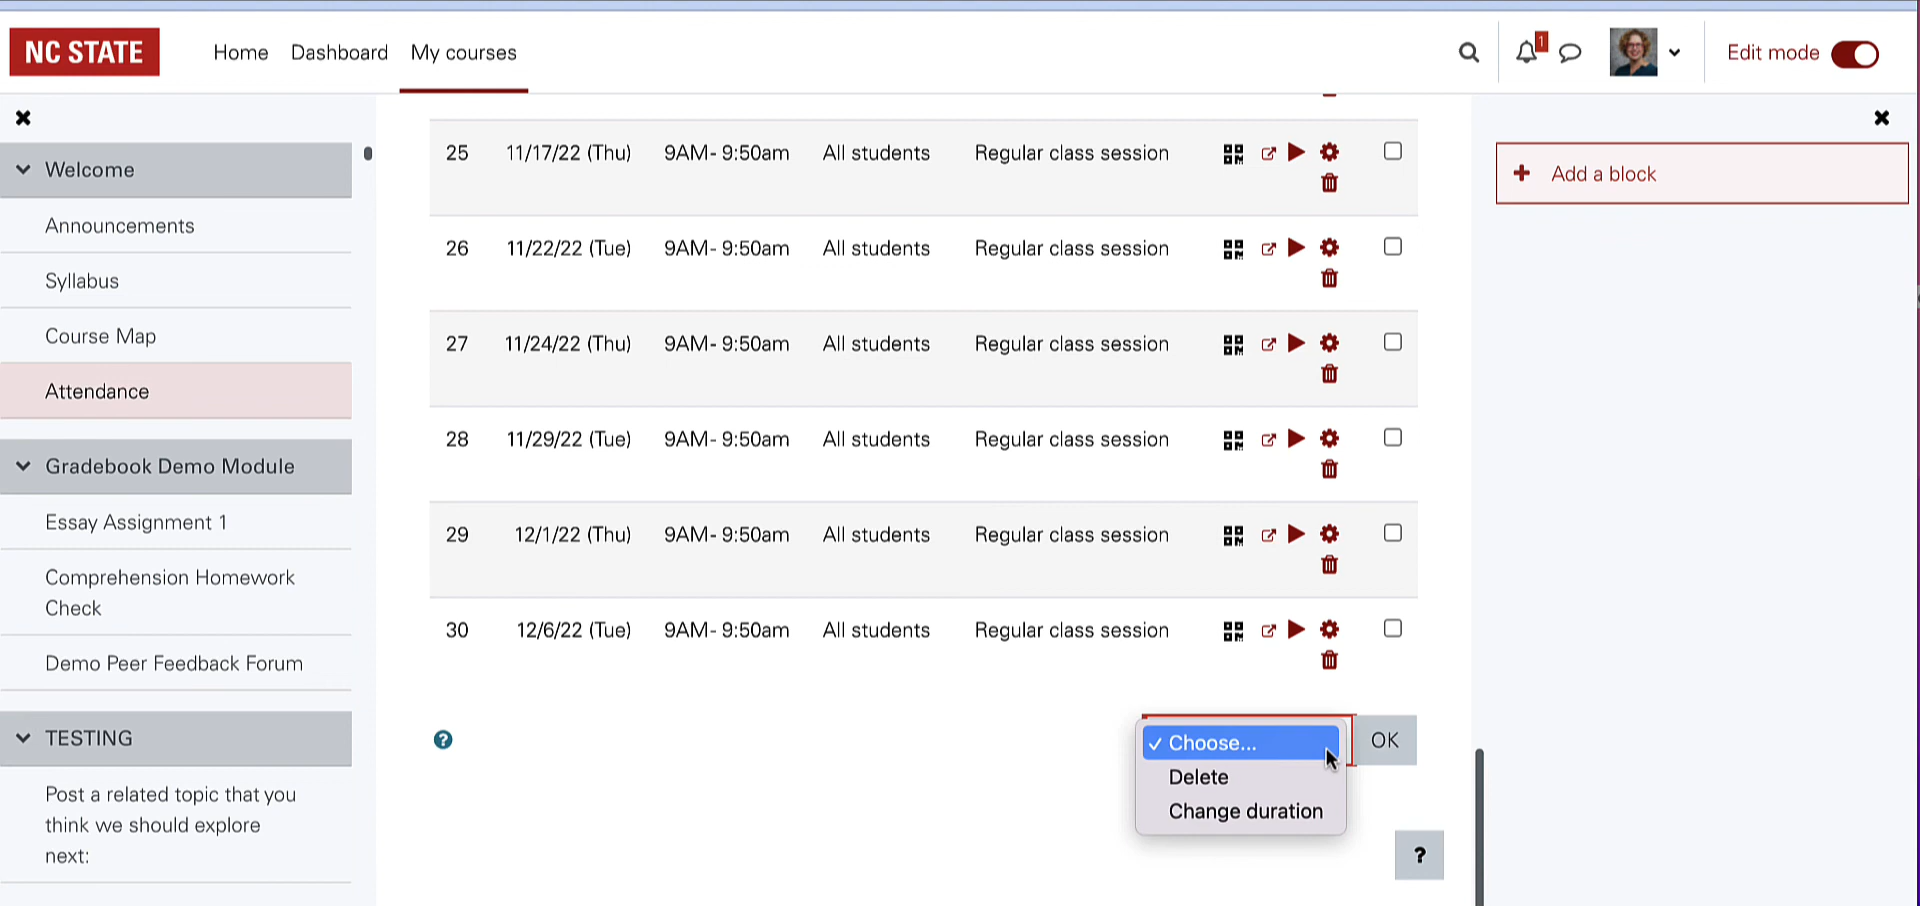 NC STATE
Home Dashboard My courses
1
Edit mode
Welcome
Announcements
Syllabus
Course Map
Attendance
Gradebook Demo Module
Essay Assignment 1
Comprehension Homework
Check
Demo Peer Feedback Forum
TESTING
Post a related topic that you
think we should explore
next:
25 11/17/22 (Thu) 9AM- 9:50am All students Regular class session
26 11/22/22 (Tue) 9AM- 9:50am All students Regular class session
27 11/24/22 (Thu) 9AM- 9:50am All students Regular class session
28 11/29/22 (Tue) 9AM- 9:50am All students Regular class session
29 12/1/22 (Thu) 9AM- 9:50am All students Regular class session
30 12/6/22 (Tue) 9AM- 9:50am All students Regular class session
?
✓ Choose...
OK
Delete
Change duration
?
+ Add a block